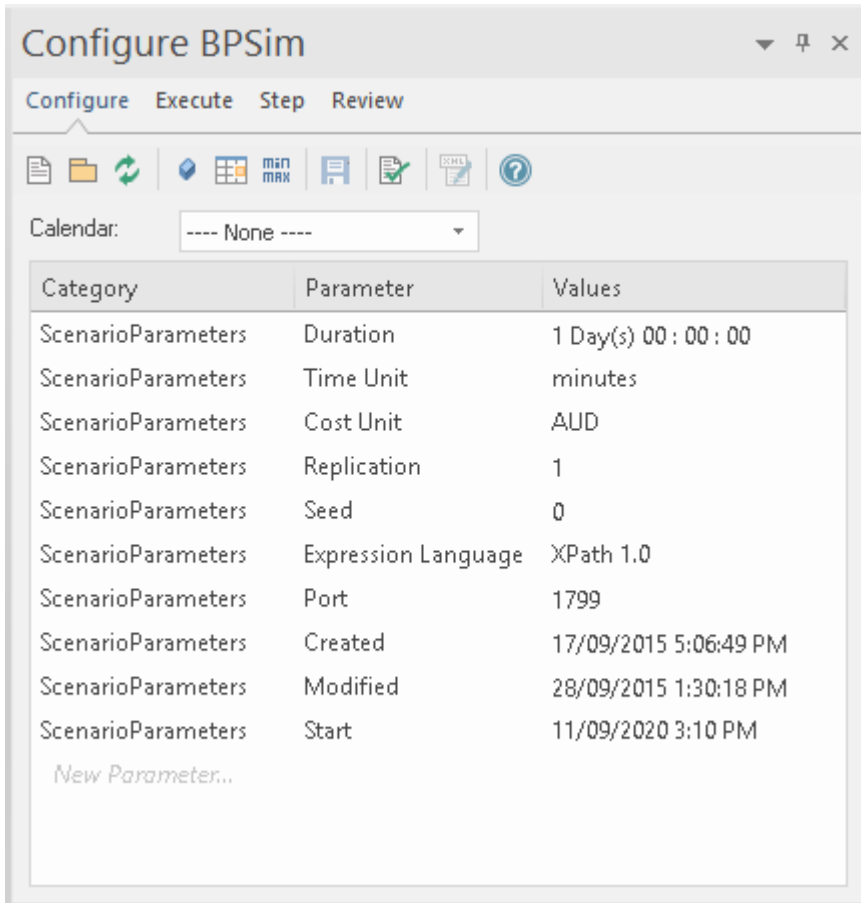 Configure BPSim
Configure Execute Step Review
min
max
XML
Calendar: ---- None ----
Category Parameter Values
ScenarioParameters Duration 1 Day(s) 00 : 00 : 00
ScenarioParameters Time Unit minutes
ScenarioParameters Cost Unit AUD
ScenarioParameters Replication 1
ScenarioParameters Seed 0
ScenarioParameters Expression Language XPath 1.0
ScenarioParameters Port 1799
ScenarioParameters Created 17/09/2015 5:06:49 PM
ScenarioParameters Modified 28/09/2015 1:30:18 PM
ScenarioParameters Start 11/09/2020 3:10 PM
New Parameter...